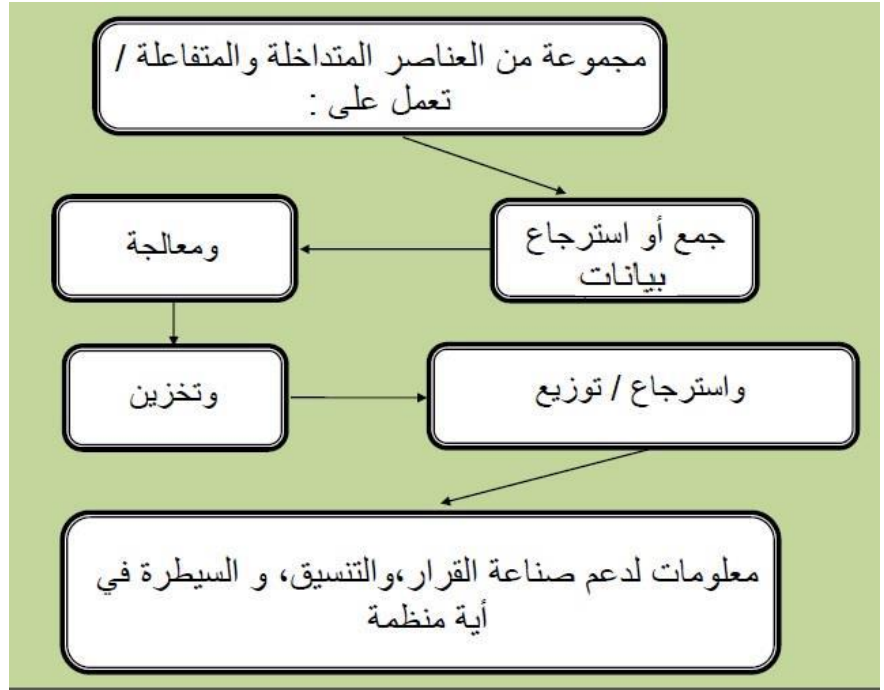 مجموعة من العناصر المتداخلة والمتفاعلة /
تعمل على :
جمع أو استرجاع
بيانات
ومعالجة
وتخزين
واسترجاع / توزيع
معلومات لدعم صناعة القرار،والتنسيق، و السيطرة في
أية منظمة